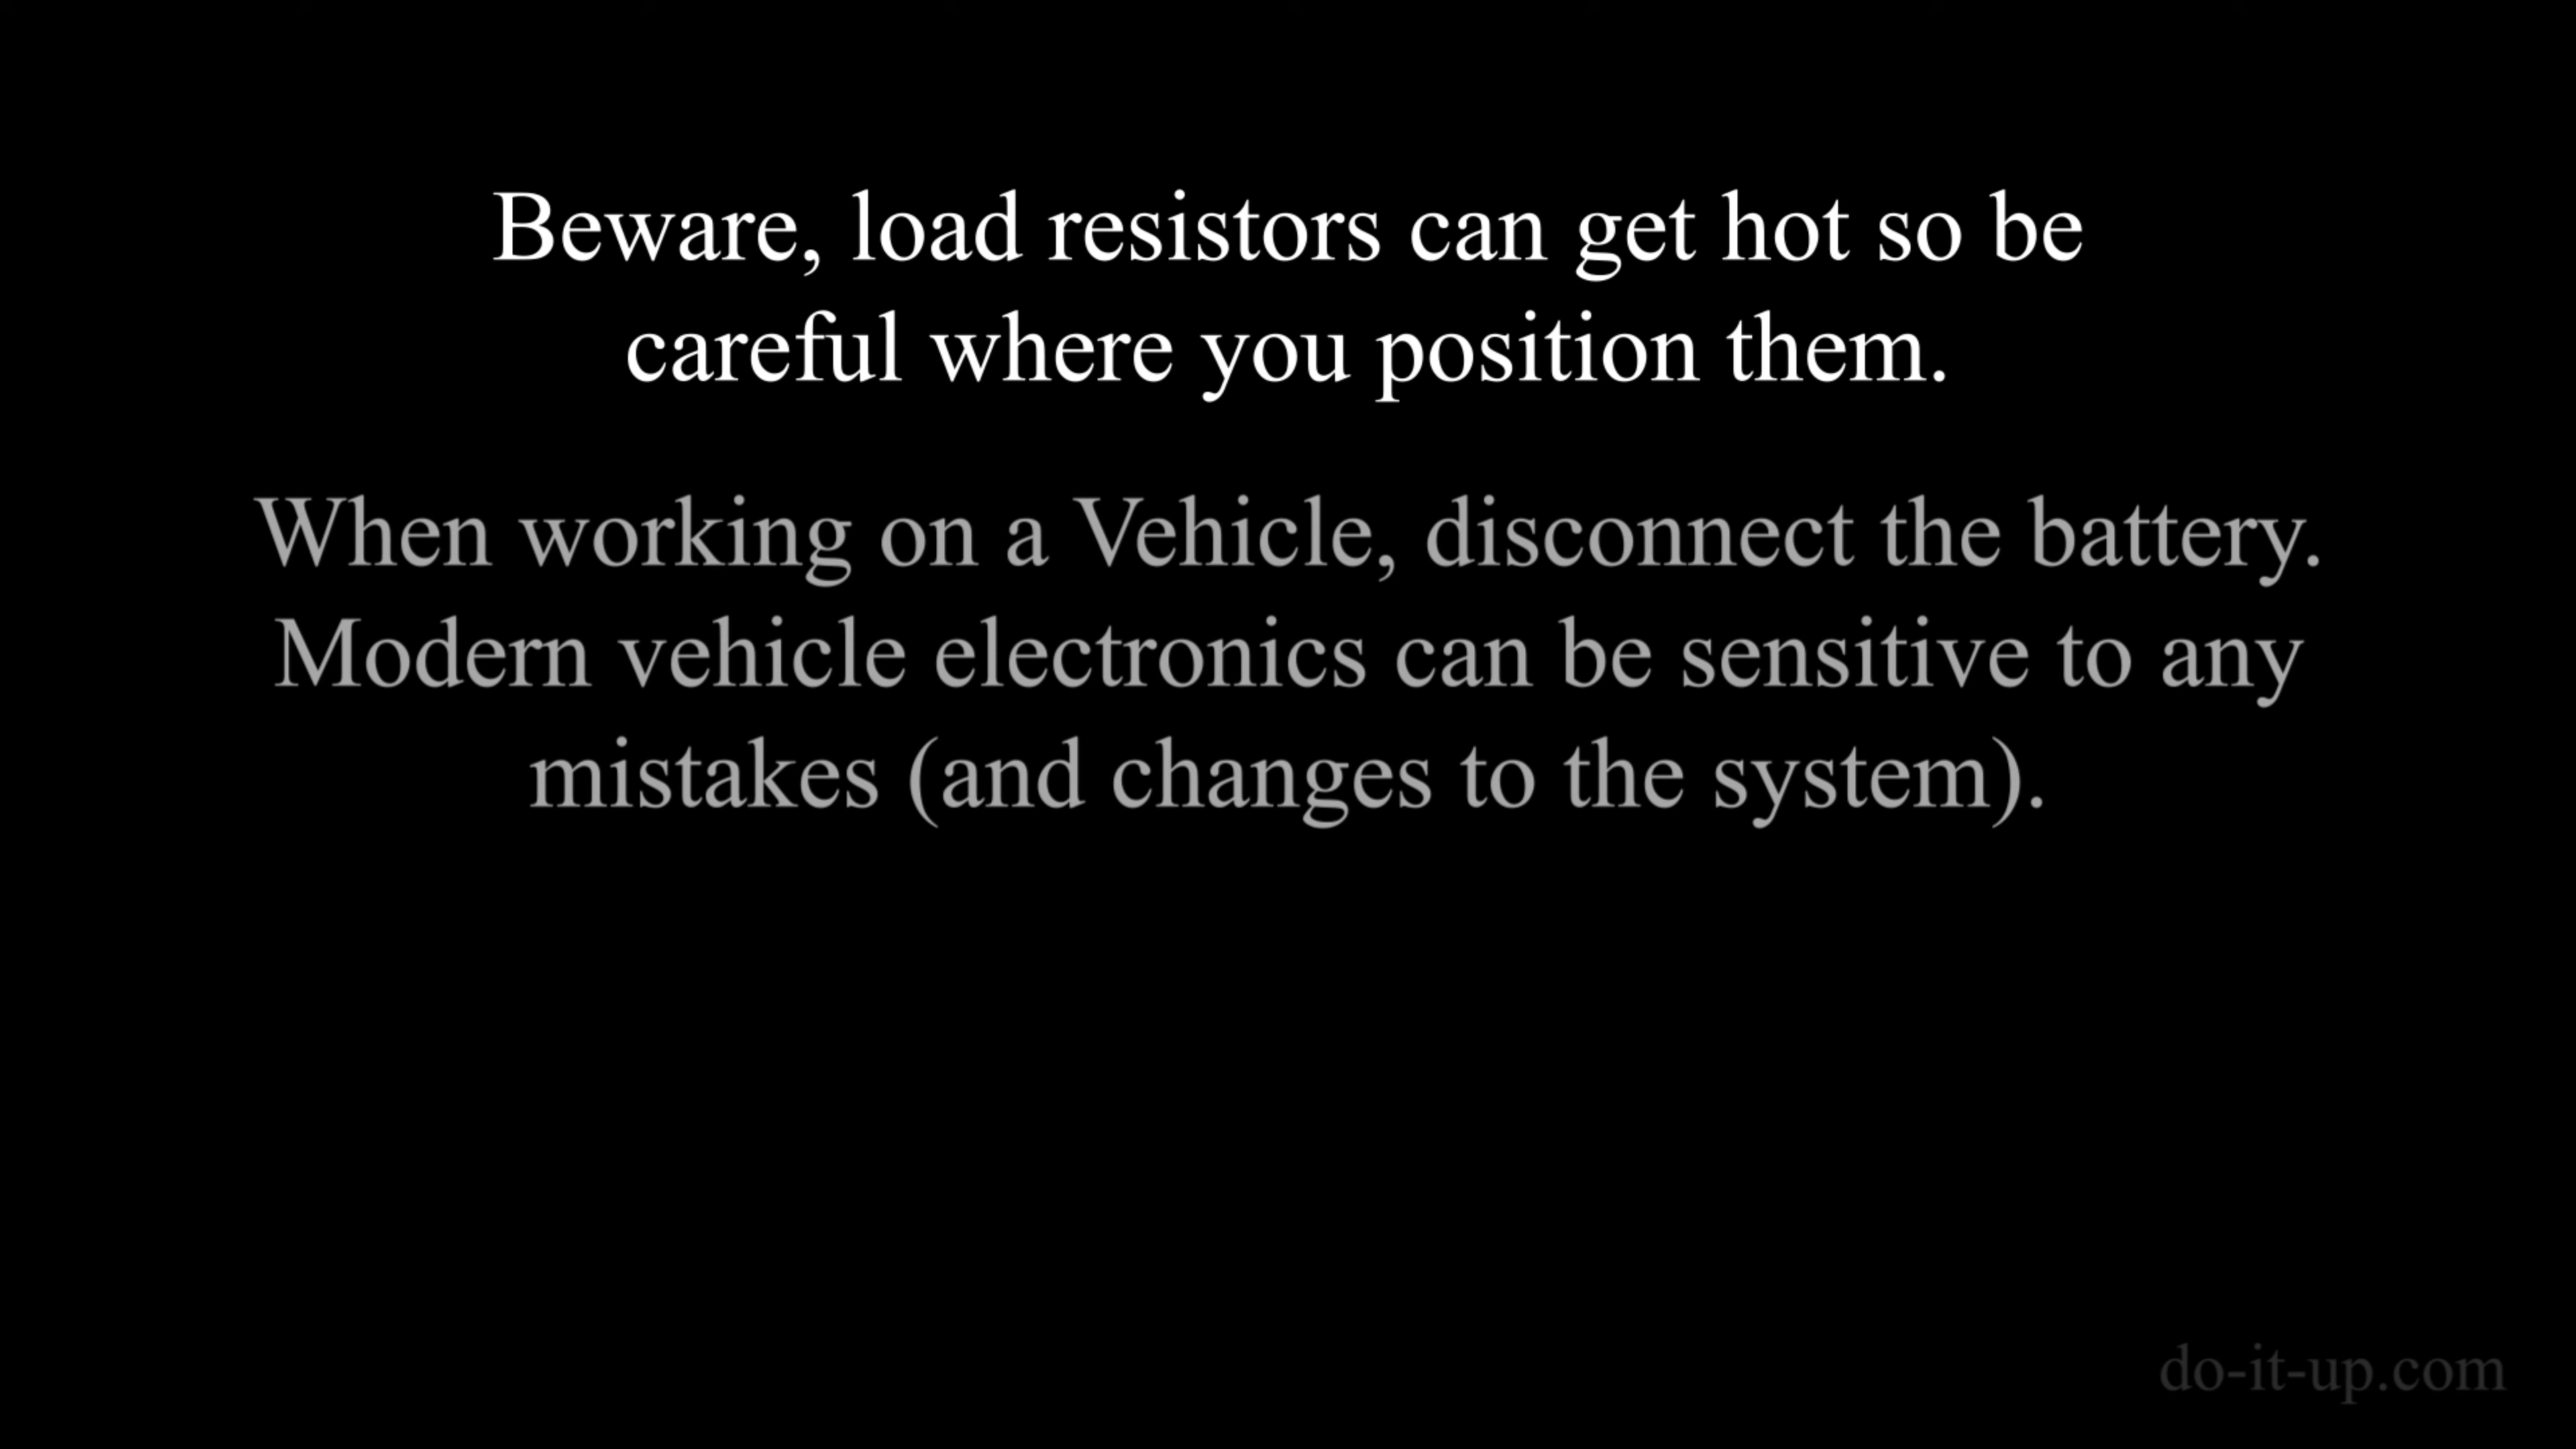 Beware, load resistors can get hot so be
careful where you position them.
When working on a Vehicle, disconnect the battery.
Modern vehicle electronics can be sensitive to any
mistakes (and changes to the system).
do-it-up.com